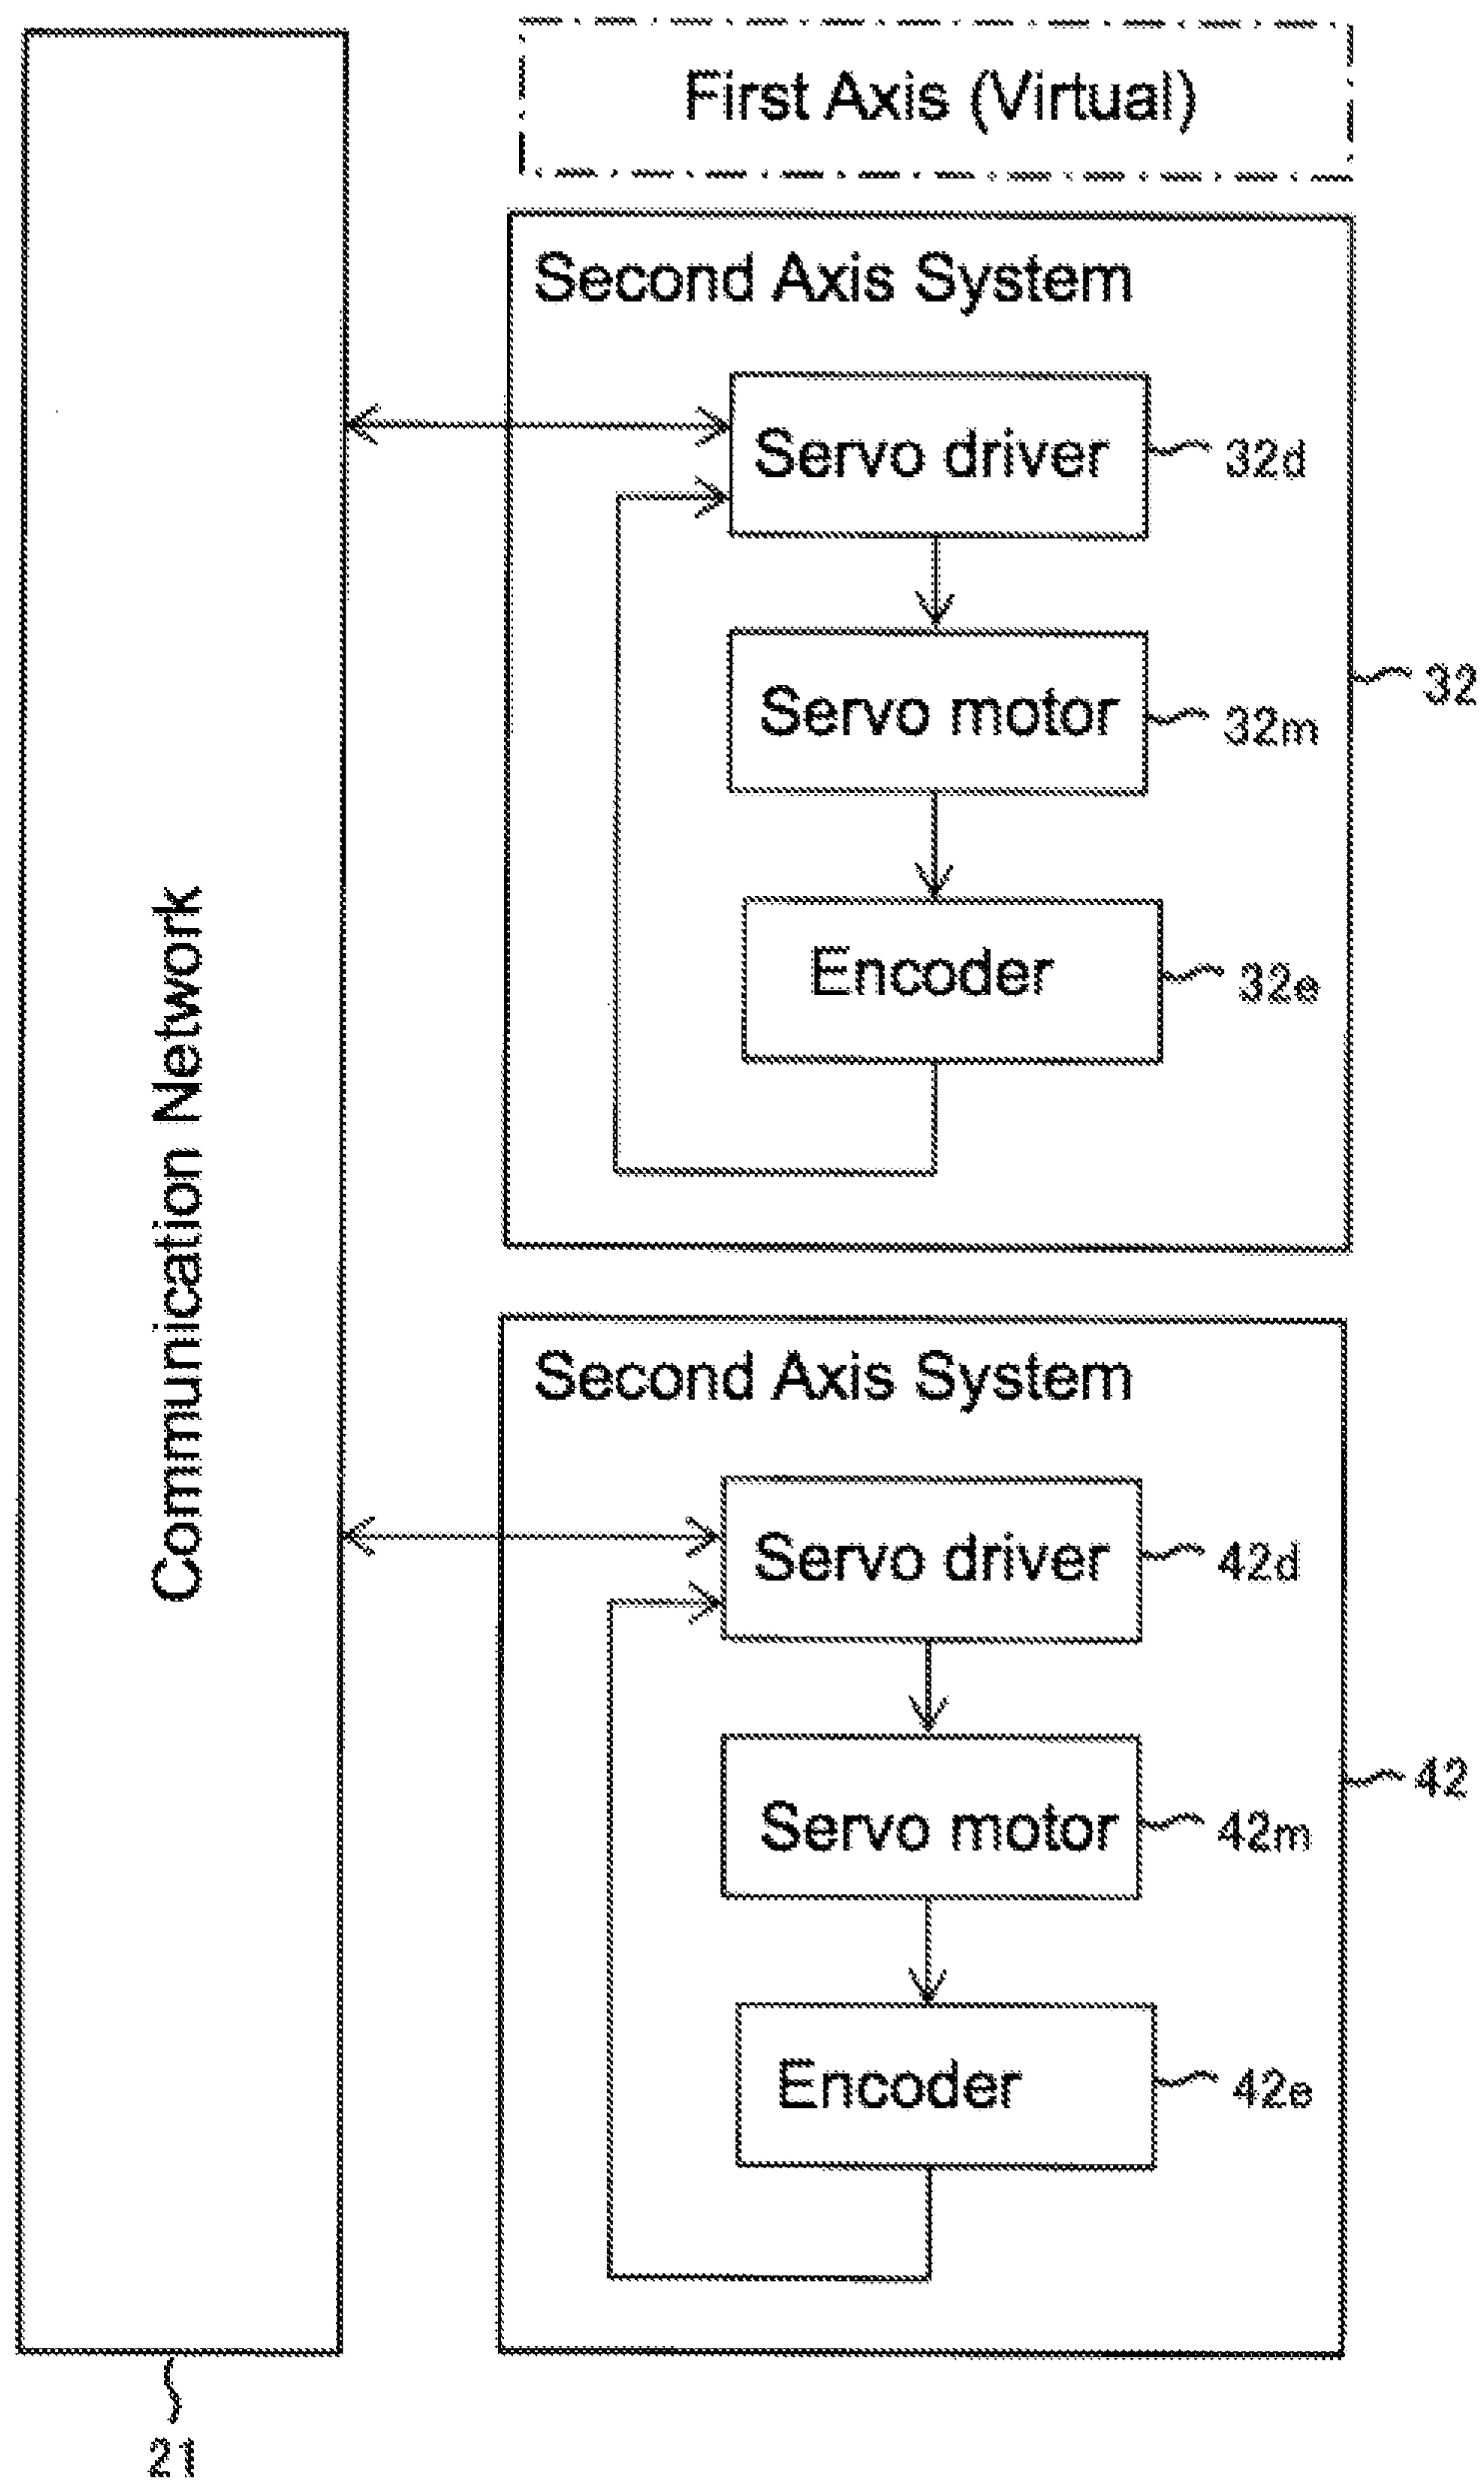 First Axis (Virtual)
Second Axis System
Servo driver
32d
Servo motor
32m
32
Encoder
32e
Communication Network
Second Axis System
Servo driver
42d
Servo motor
42m
42
Encoder
42e
21